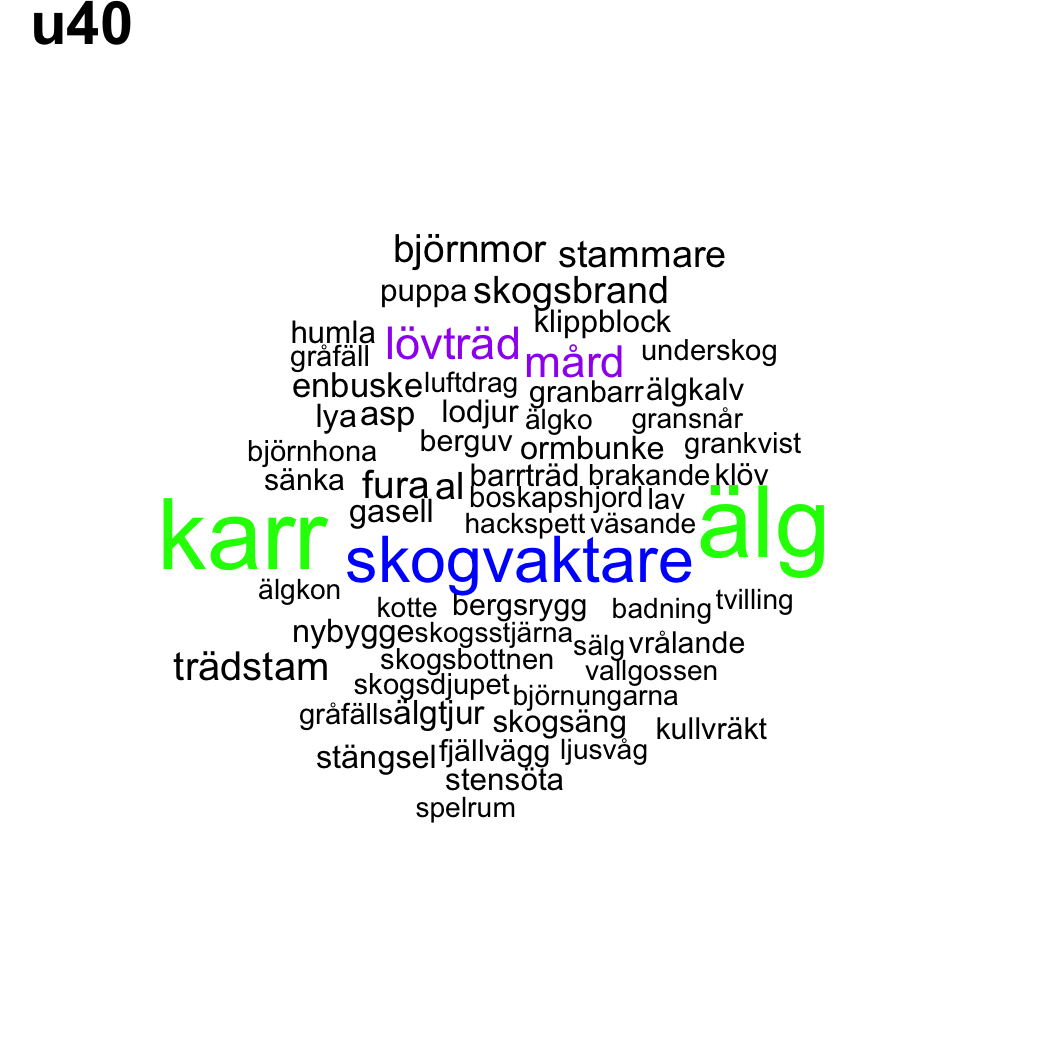 u40
björnmor stammare
puppa skogsbrand
humla lövträd klippblock
gråfäll mård underskog
enbuske luftdrag granbarr älgkalv
lya asp lodjur älgko gransnår
björnhona berguv ormbunke grankvist
sänka fura al barrträd brakande klöv
gasell boskapshjord lav
karr hackspett väsande älg
skogvaktare
älgkon kotte bergsrygg badning tvilling
nybygge skogsstjärna sälg vrålande
trädstam skogsbottnen vallgossen
skogsdjupet björnungarna
gråfälls älgtjur skogsäng kullvräkt
stängsel fjällvägg ljusvåg
stensöta
spelrum